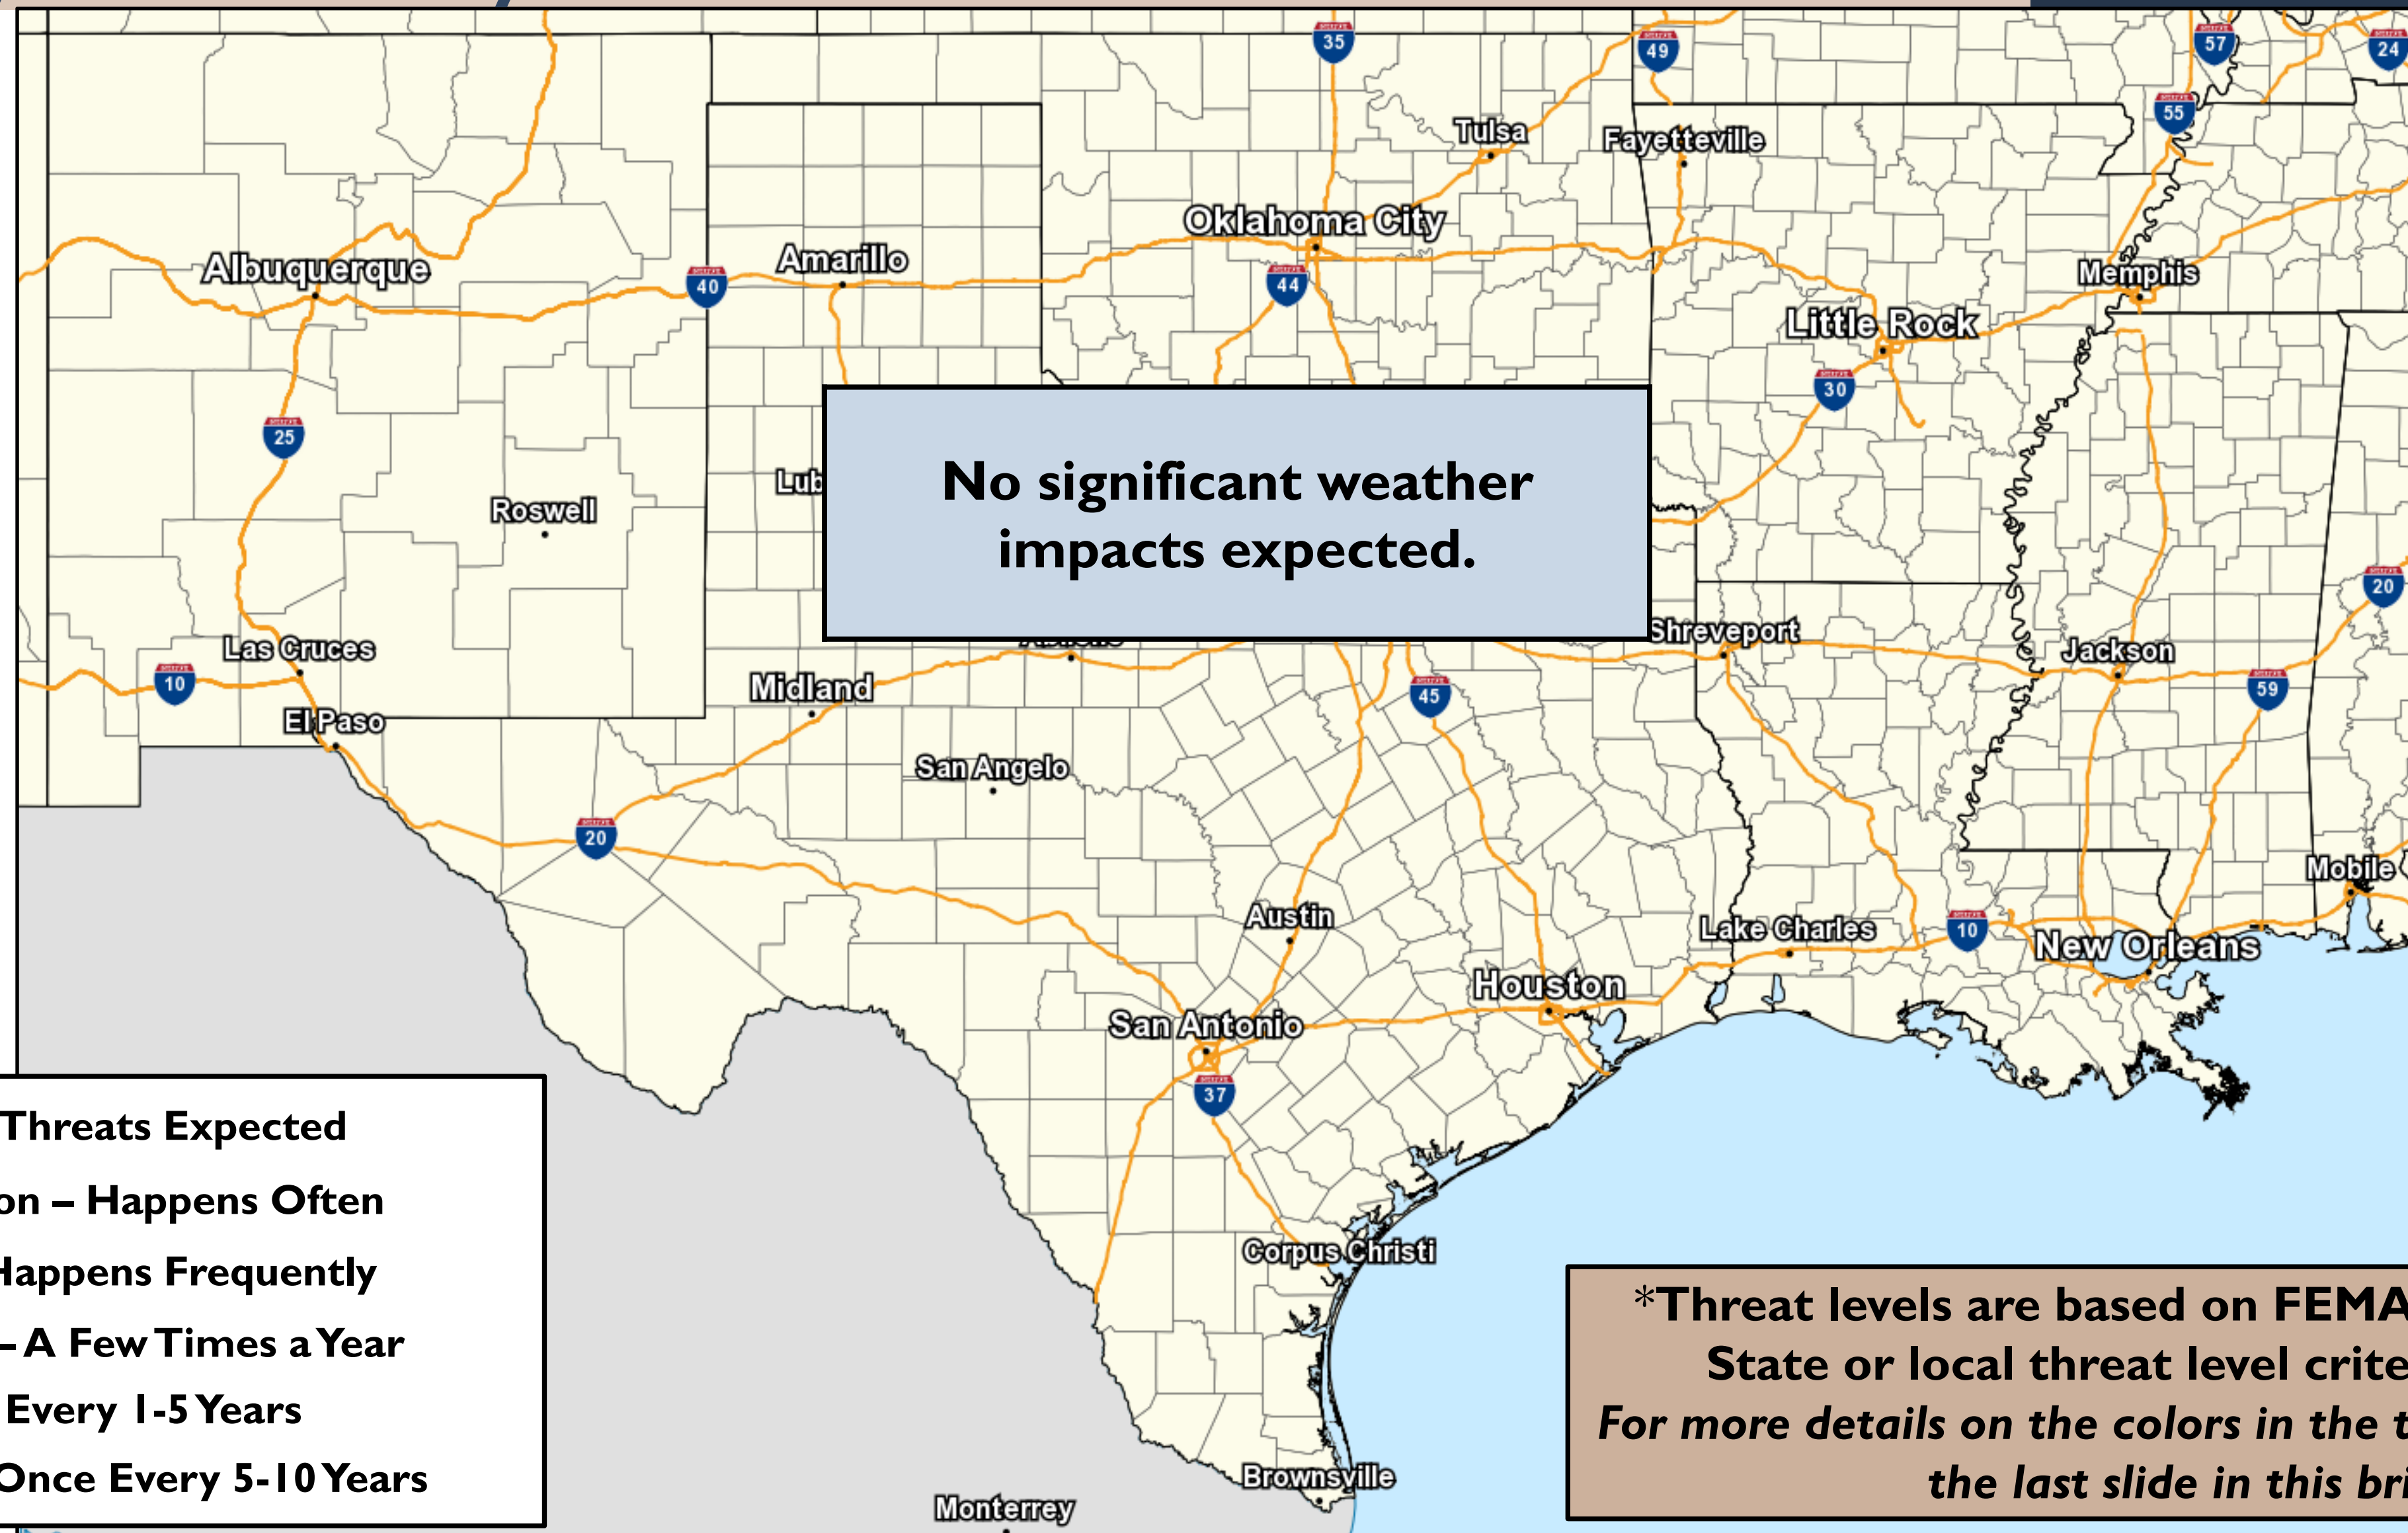 35
49
57
24
55
Tulsa
Fayetteville
Oklahoma City
Albuquerque
Amarillo
40
44
Memphis
Little Rock
30
25
No significant weather
impacts expected.
Lub
Roswell
20
Shreveport
Las Cruces
Jackson
10
Midland
45
59
El Paso
San Angelo
20
Mobile
Austin
Lake Charles
10
New Orleans
Houston
San Antonio
37
Threats Expected
on – Happens Often
Happens Frequently
– A Few Times a Year
Every 1-5 Years
Once Every 5-10 Years
Corpus Christi
Brownsville
Monterrey
*Threat levels are based on FEMA
State or local threat level crite
For more details on the colors in the t
the last slide in this bri